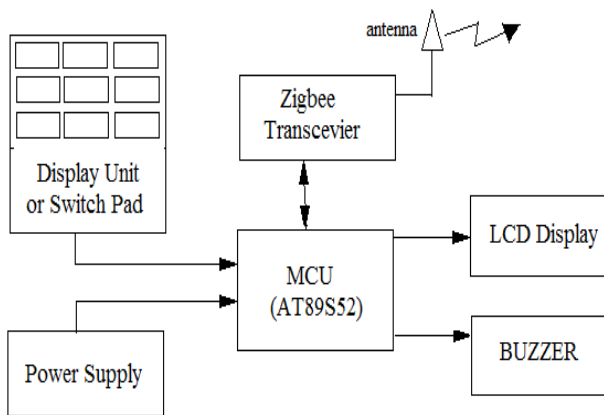 antenna
Zigbee
Transcevier
Display Unit
or Switch Pad
LCD Display
MCU
(AT89S52)
Power Supply
BUZZER